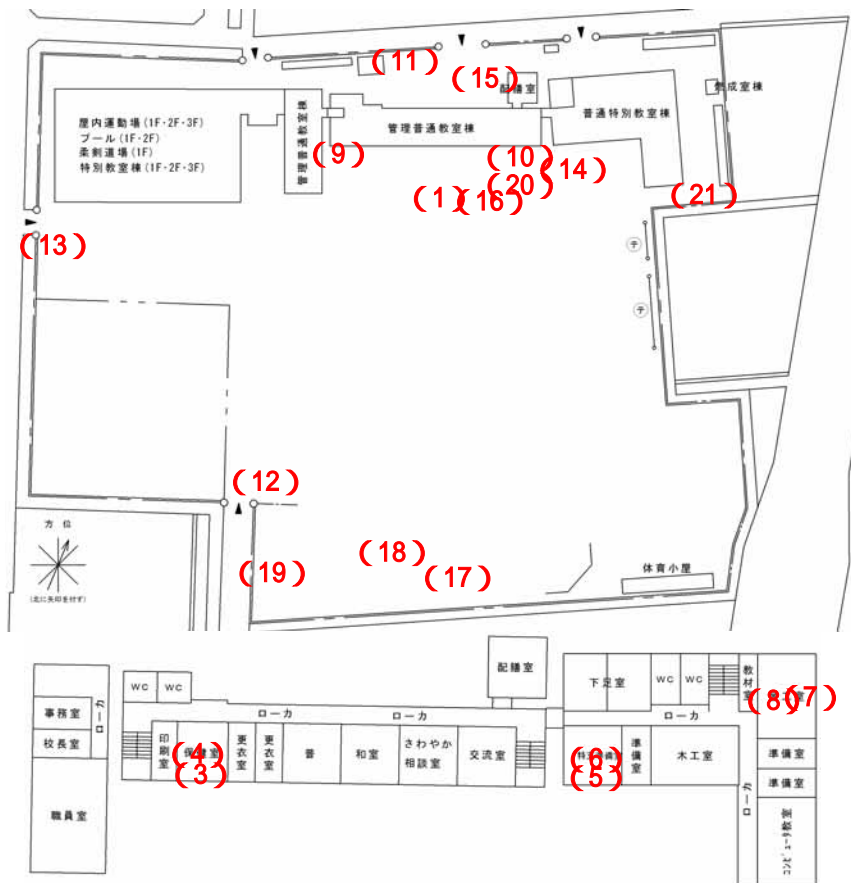 (11)
(15)
配膳室
焼成室棟
屋内運動場(1F・2F・3F)
プール(1F・2F)
柔剣道場(1F)
特別教室棟(1F・2F・3F)
管理普通教室棟
管理普通教室棟
普通特別教室棟
(9)
(10)
(14)
(20)
(1)
(16)
(21)
(13)
テ
テ
(12)
方位
(北に矢印を付す)
(18)
(19)
(17)
体育小屋
配膳室
WC
WC
下足室
WC
WC
教材室
(8)
(7)
事務室
ローカ
ローカ
ローカ
ローカ
校長室
印刷室
保健室
(4)
(3)
更衣室
更衣室
普
和室
さわやか
相談室
交流室
(6)
(5)
準備室
木工室
準備室
準備室
職員室
ローカ
コンピュータ教室